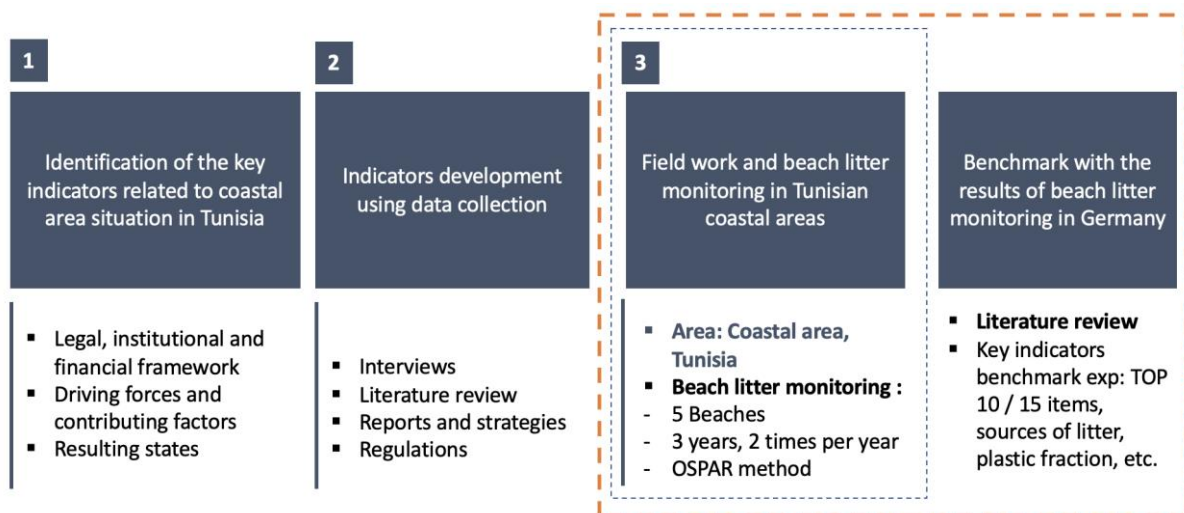 1
Identification of the key
indicators related to coastal
area situation in Tunisia
▪ Legal, institutional and
financial framework
▪ Driving forces and
contributing factors
▪ Resulting states
2
Indicators development
using data collection
▪ Interviews
▪ Literature review
▪ Reports and strategies
▪ Regulations
3
Field work and beach litter
monitoring in Tunisian
coastal areas
▪ Area: Coastal area,
Tunisia
▪ Beach litter monitoring :
- 5 Beaches
- 3 years, 2 times per year
- OSPAR method
Benchmark with the
results of beach litter
monitoring in Germany
▪ Literature review
▪ Key indicators
benchmark exp: TOP
10 / 15 items,
sources of litter,
plastic fraction, etc.